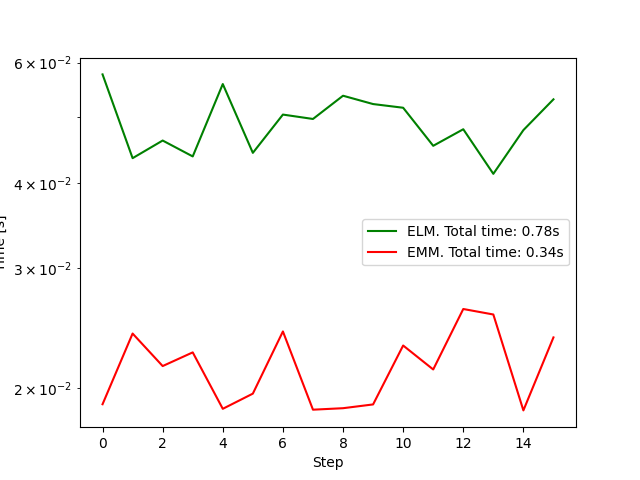 6 × 10⁻²
4 × 10⁻²
3 × 10⁻²
2 × 10⁻²
Time [s]
ELM. Total time: 0.78s
EMM. Total time: 0.34s
0 2 4 6 8 10 12 14
Step